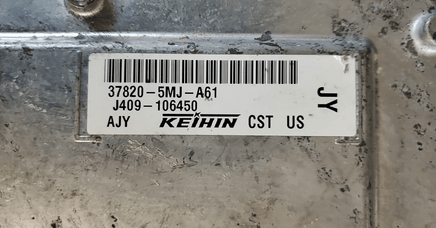 37820-5MJ-A61
J409-106450
AJY KEIHIN CST US
JY